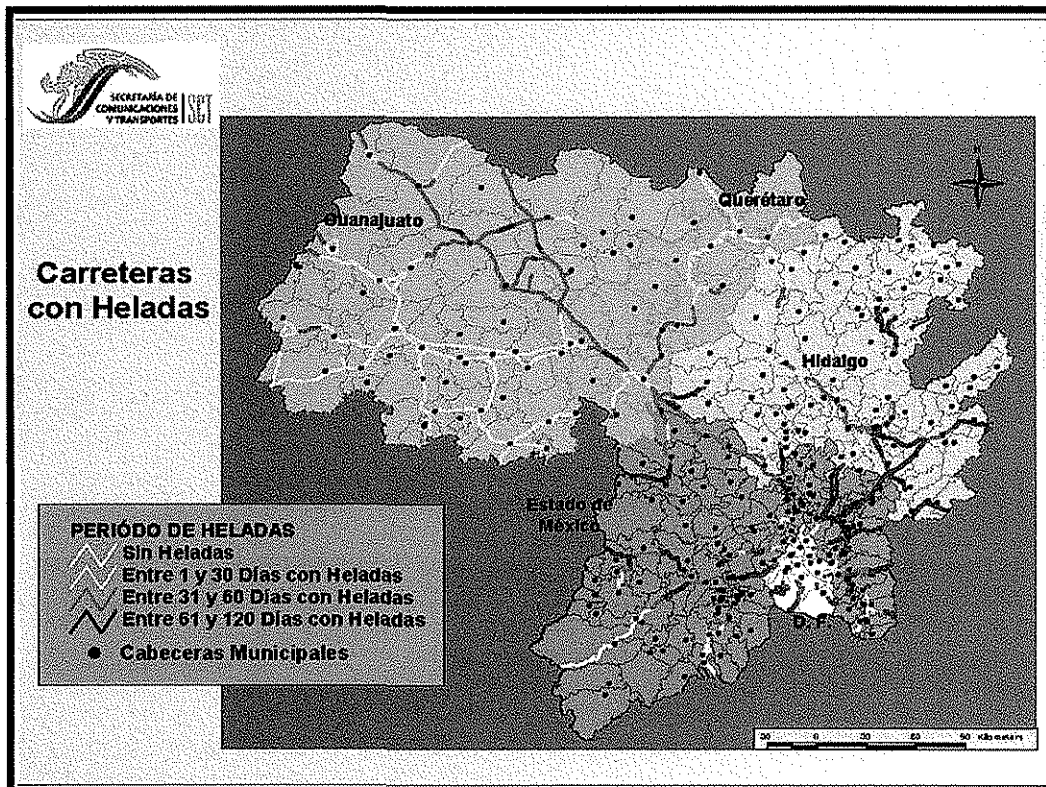 SECRETARÍA DE
COMUNICACIONES
Y TRANSPORTES
SCT
Carreteras
con Heladas
N
Guanajuato
Querétaro
Hidalgo
Estado de
México
D. F.
PERIÓDO DE HELADAS
Sin Heladas
Entre 1 y 30 Días con Heladas
Entre 31 y 60 Días con Heladas
Entre 61 y 120 Días con Heladas
Cabeceras Municipales
Kilometers